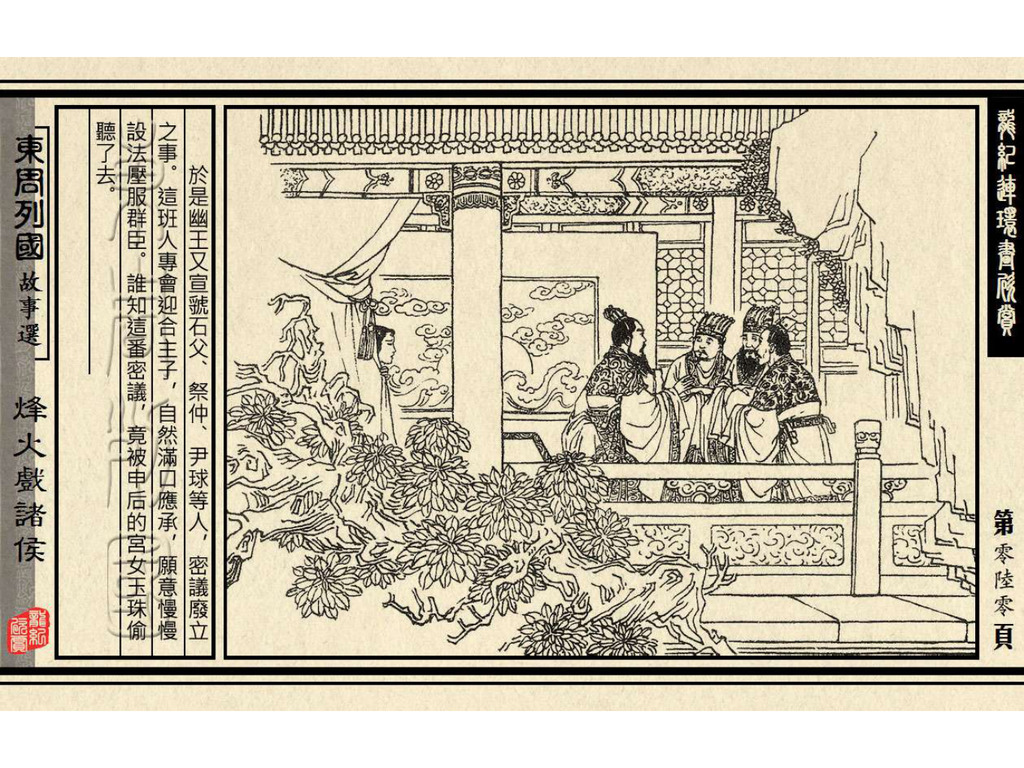 龍紀連環畫欣賞
第零陸零頁
於是幽王又宣虢石父、祭仲、尹球等人，密議廢立
之事。這班人專會迎合主子，自然滿口應承，願意慢慢
設法壓服群臣。誰知這番密議，竟被申后的宮女玉珠偷
聽了去。
東周列國故事選
烽火戲諸侯